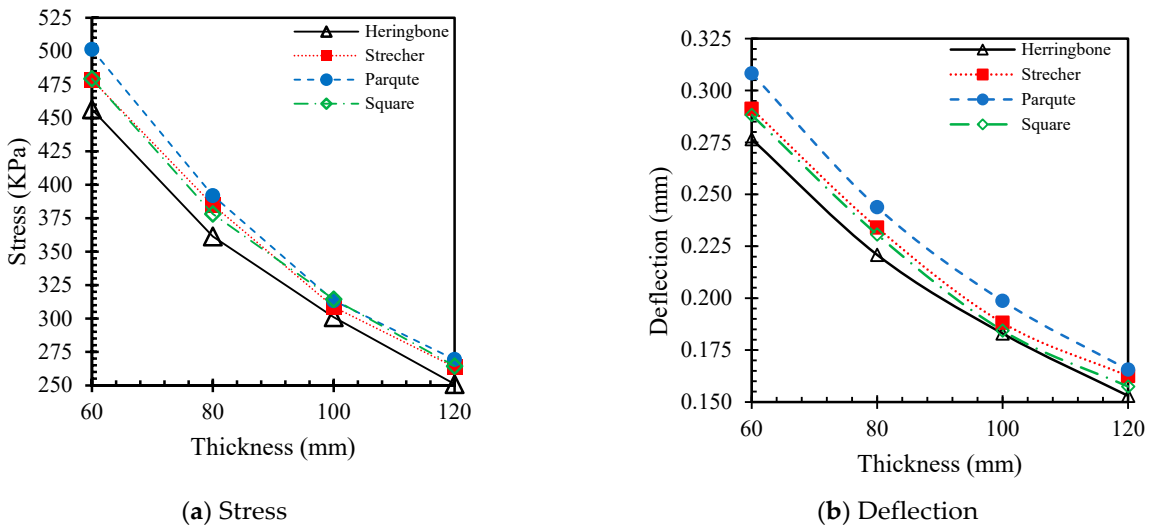 525
500
475
450
425
400
375
350
325
300
275
250
60
80
100
120
Stress (KPa)
Thickness (mm)
Heringbone
Strecher
Parqute
Square
(a) Stress
0.325
0.300
0.275
0.250
0.225
0.200
0.175
0.150
60
80
100
120
Deflection (mm)
Thickness (mm)
Herringbone
Strecher
Parqute
Square
(b) Deflection